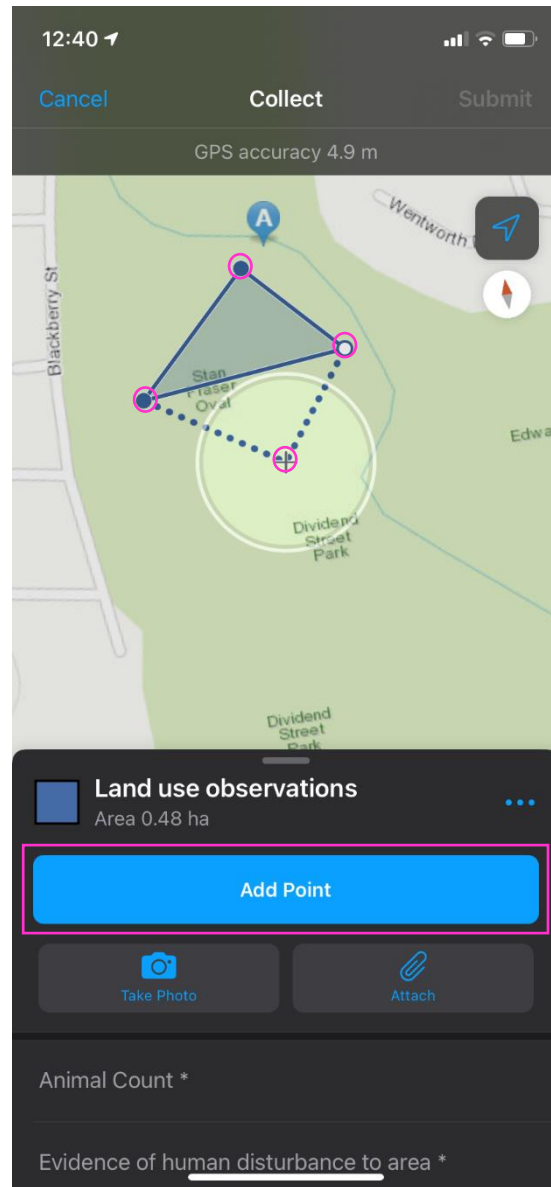 12:40
Cancel
Collect
Submit
GPS accuracy 4.9 m
A
Wentworth
Blackberry St
Stan
Fraser
Oval
Edwa
Dividend
Street
Park
Dividend
Street
Park
Land use observations
Area 0.48 ha
Add Point
Take Photo
Attach
Animal Count *
Evidence of human disturbance to area *